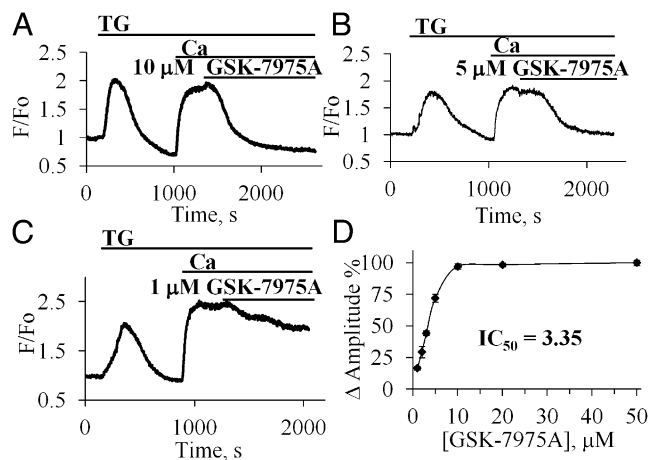 A
TG
Ca
10 µM GSK-7975A
F/Fo
2.5
2
1.5
1
0.5
0
1000
2000
Time, s
B
TG
Ca
5 µM GSK-7975A
F/Fo
2.5
2
1.5
1
0.5
0
1000
2000
Time, s
C
TG
Ca
1 µM GSK-7975A
F/Fo
2.5
1.5
0.5
0
1000
2000
Time, s
D
Δ Amplitude %
100
75
50
25
0
IC50 = 3.35
0
10
20
30
40
50
[GSK-7975A], µM